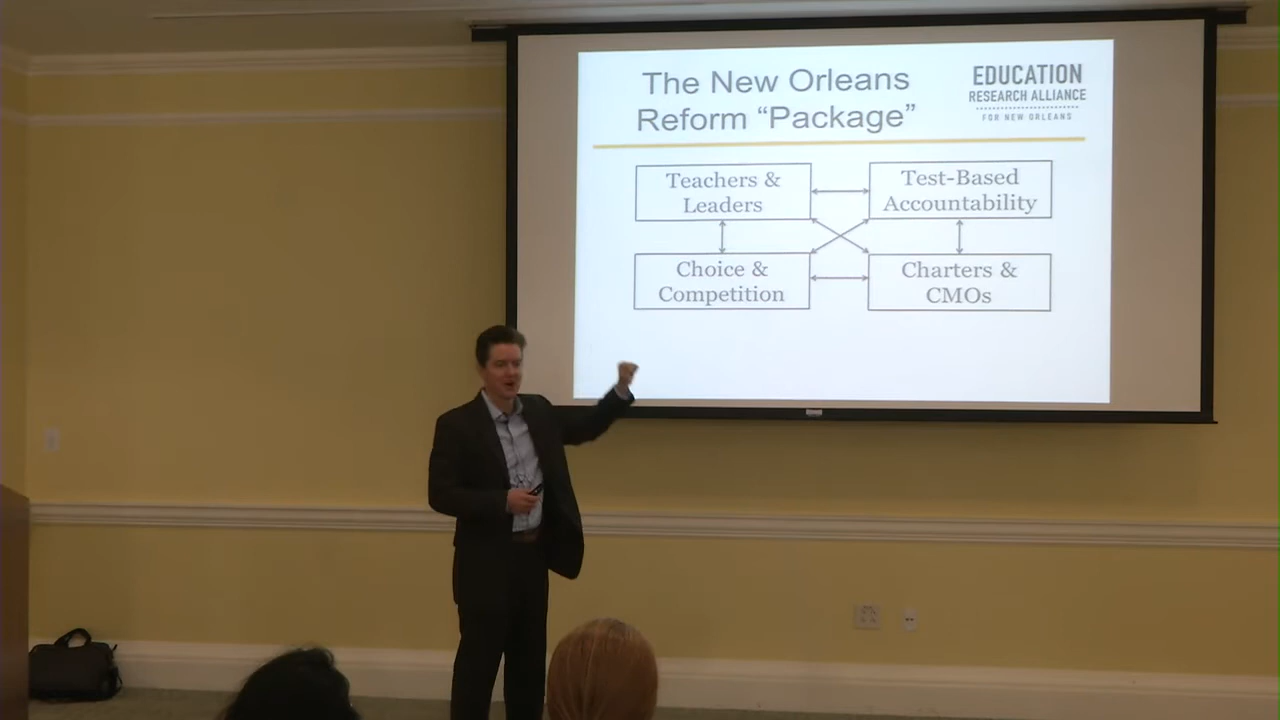 The New Orleans
Reform “Package”
EDUCATION
RESEARCH ALLIANCE
FOR NEW ORLEANS
Teachers &
Leaders
Test-Based
Accountability
Choice &
Competition
Charters &
CMOs